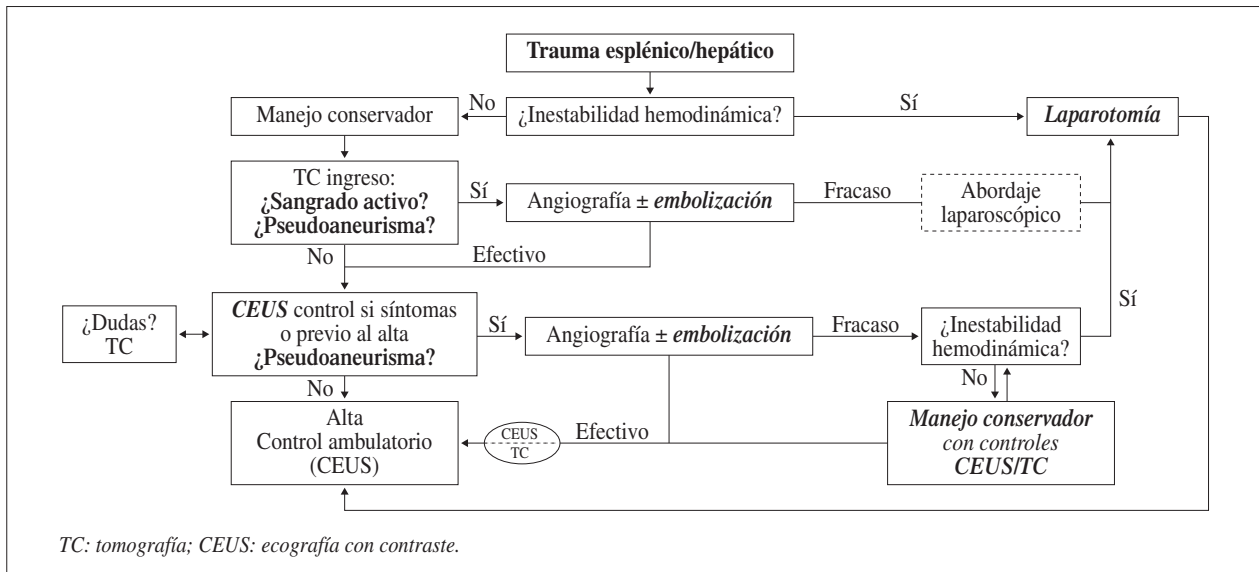 Trauma esplénico/hepático
Manejo conservador
No
¿Inestabilidad hemodinámica?
Sí
Laparotomía
TC ingreso:
¿Sangrado activo?
¿Pseudoaneurisma?
Sí
Angiografía ± embolización
Fracaso
Abordaje
laparoscópico
No
Efectivo
Sí
¿Dudas?
TC
CEUS control si síntomas
o previo al alta
¿Pseudoaneurisma?
Sí
Angiografía ± embolización
Fracaso
¿Inestabilidad
hemodinámica?
No
No
Alta
Control ambulatorio
(CEUS)
CEUS
TC
Efectivo
Manejo conservador
con controles
CEUS/TC
TC: tomografía; CEUS: ecografía con contraste.